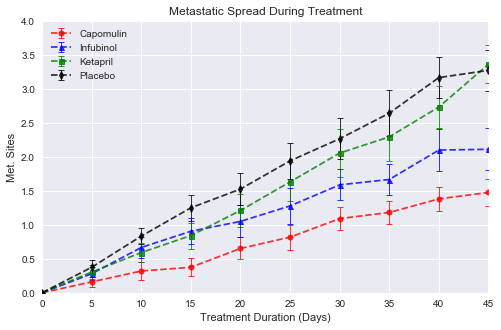 Metastatic Spread During Treatment
Capomulin
Infubinol
Ketapril
Placebo
Met. Sites
4.0
3.5
3.0
2.5
2.0
1.5
1.0
0.5
0.0
0 5 10 15 20 25 30 35 40 45
Treatment Duration (Days)